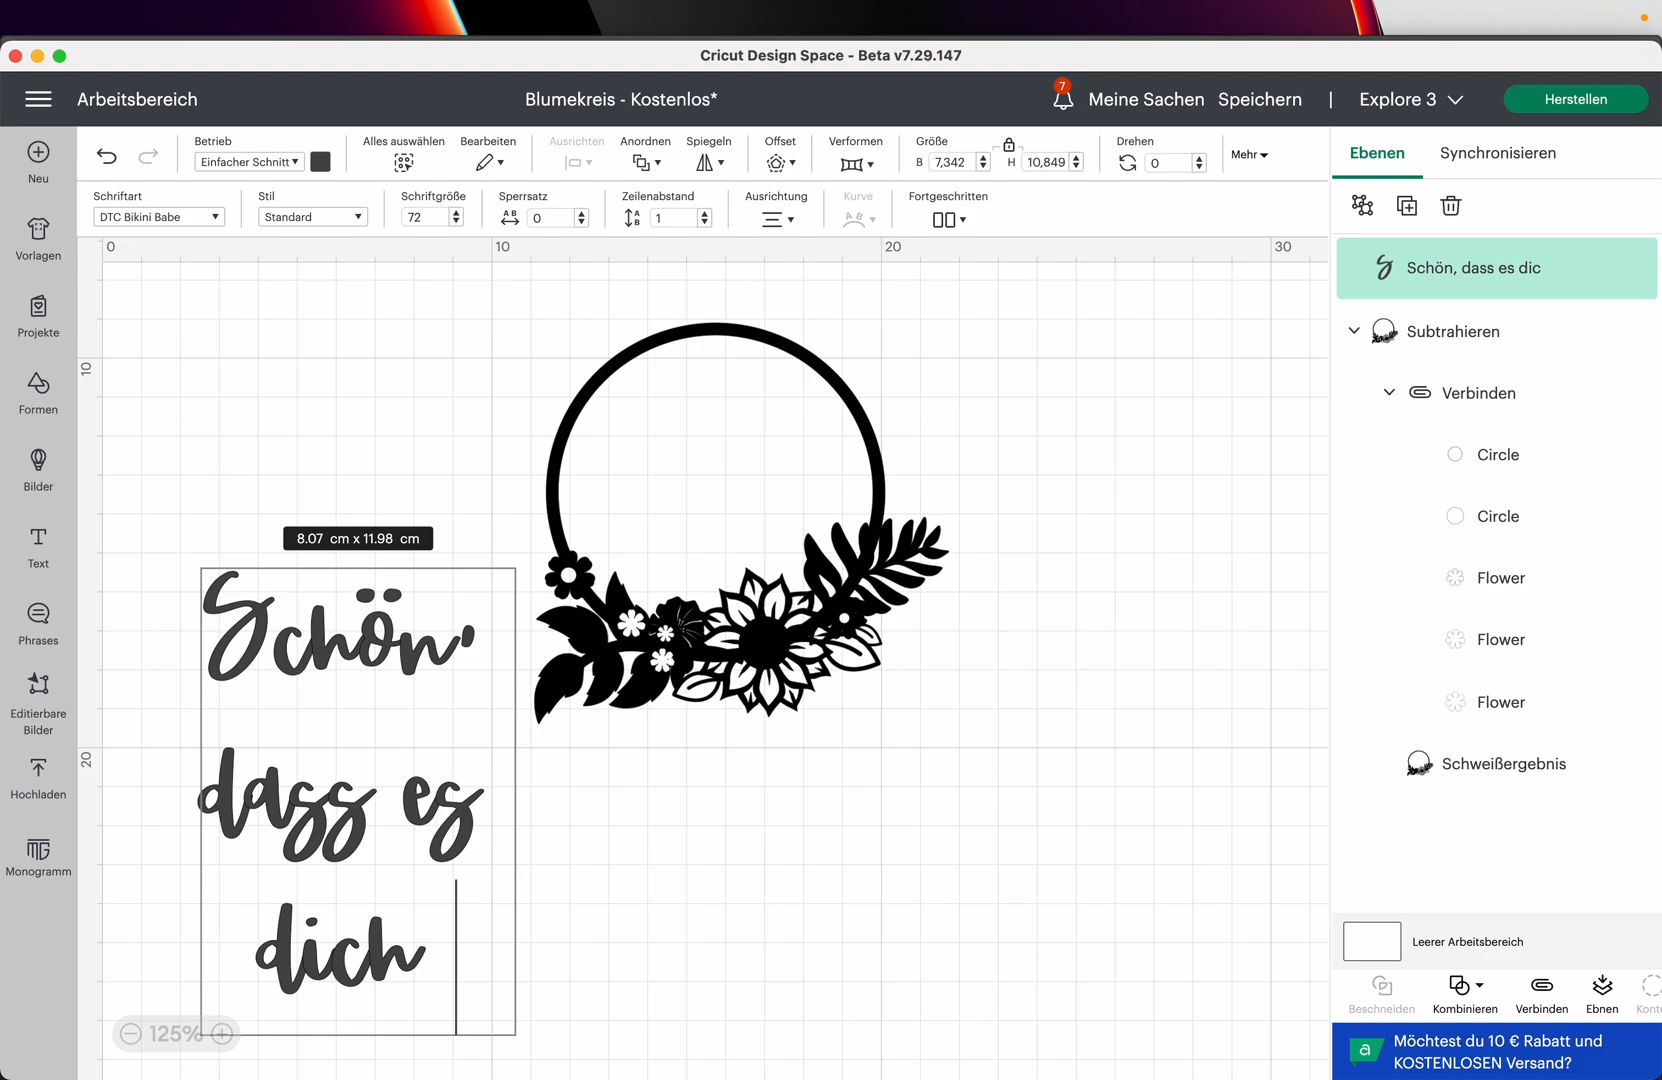 Cricut Design Space - Beta v7.29.147
Arbeitsbereich
Blumekreis - Kostenlos*
7
Meine Sachen
Speichern
|
Explore 3
Herstellen
Neu
Vorlagen
Projekte
Formen
Bilder
Text
Phrases
Editierbare
Bilder
Hochladen
Monogramm
Betrieb
Einfacher Schnitt
Alles auswählen
Bearbeiten
Ausrichten
Anordnen
Spiegeln
Offset
Verformen
Größe
B 7,342
H 10,849
Drehen
0
Mehr
Schriftart
DTC Bikini Babe
Stil
Standard
Schriftgröße
72
Sperrsatz
0
Zeilenabstand
1
Ausrichtung
Kurve
Fortgeschritten
0 10 20 30
10
20
8.07 cm x 11.98 cm
Schön,
dass es
dich
125%
Ebenen
Synchronisieren
Schön, dass es dic
Subtrahieren
Verbinden
Circle
Circle
Flower
Flower
Flower
Schweißergebnis
Leerer Arbeitsbereich
Beschneiden
Kombinieren
Verbinden
Ebnen
Möchtest du 10 € Rabatt und
KOSTENLOSEN Versand?